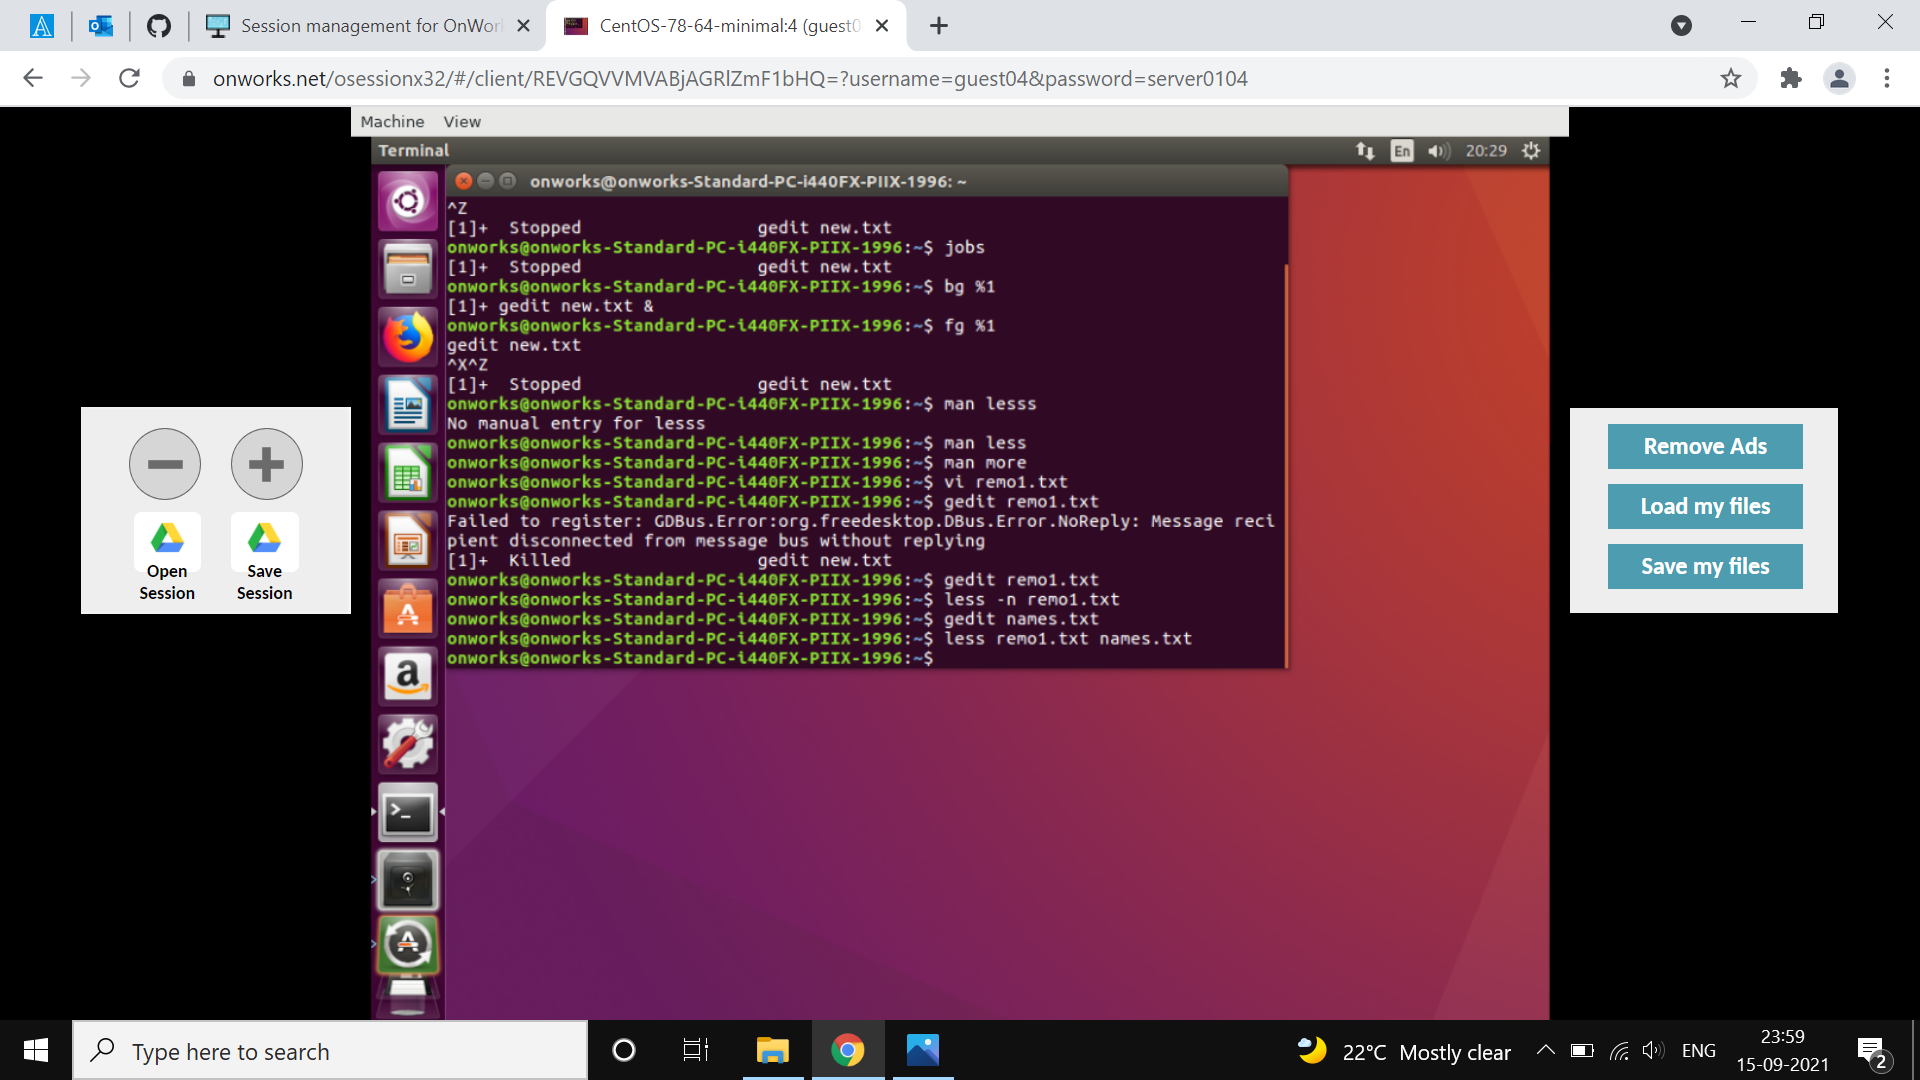 Session management for OnWor
CentOS-78-64-minimal:4 (guest0
onworks.net/osessionx32/#/client/REVGQVVMVABjAGRlZmF1bHQ=?username=guest04&password=server0104
Machine View
Terminal
En
20:29
onworks@onworks-Standard-PC-i440FX-PIIX-1996: ~
^Z
[1]+  Stopped                 gedit new.txt
onworks@onworks-Standard-PC-i440FX-PIIX-1996:~$ jobs
[1]+  Stopped                 gedit new.txt
onworks@onworks-Standard-PC-i440FX-PIIX-1996:~$ bg %1
[1]+ gedit new.txt &
onworks@onworks-Standard-PC-i440FX-PIIX-1996:~$ fg %1
gedit new.txt
^X^Z
[1]+  Stopped                 gedit new.txt
onworks@onworks-Standard-PC-i440FX-PIIX-1996:~$ man lesss
No manual entry for lesss
onworks@onworks-Standard-PC-i440FX-PIIX-1996:~$ man less
onworks@onworks-Standard-PC-i440FX-PIIX-1996:~$ man more
onworks@onworks-Standard-PC-i440FX-PIIX-1996:~$ vi remo1.txt
onworks@onworks-Standard-PC-i440FX-PIIX-1996:~$ gedit remo1.txt
Failed to register: GDBus.Error:org.freedesktop.DBus.Error.NoReply: Message reci
pient disconnected from message bus without replying
[1]+  Killed                  gedit new.txt
onworks@onworks-Standard-PC-i440FX-PIIX-1996:~$ gedit remo1.txt
onworks@onworks-Standard-PC-i440FX-PIIX-1996:~$ less -n remo1.txt
onworks@onworks-Standard-PC-i440FX-PIIX-1996:~$ gedit names.txt
onworks@onworks-Standard-PC-i440FX-PIIX-1996:~$ less remo1.txt names.txt
onworks@onworks-Standard-PC-i440FX-PIIX-1996:~$
Open
Session
Save
Session
Remove Ads
Load my files
Save my files
Type here to search
22°C Mostly clear
ENG
23:59
15-09-2021
2